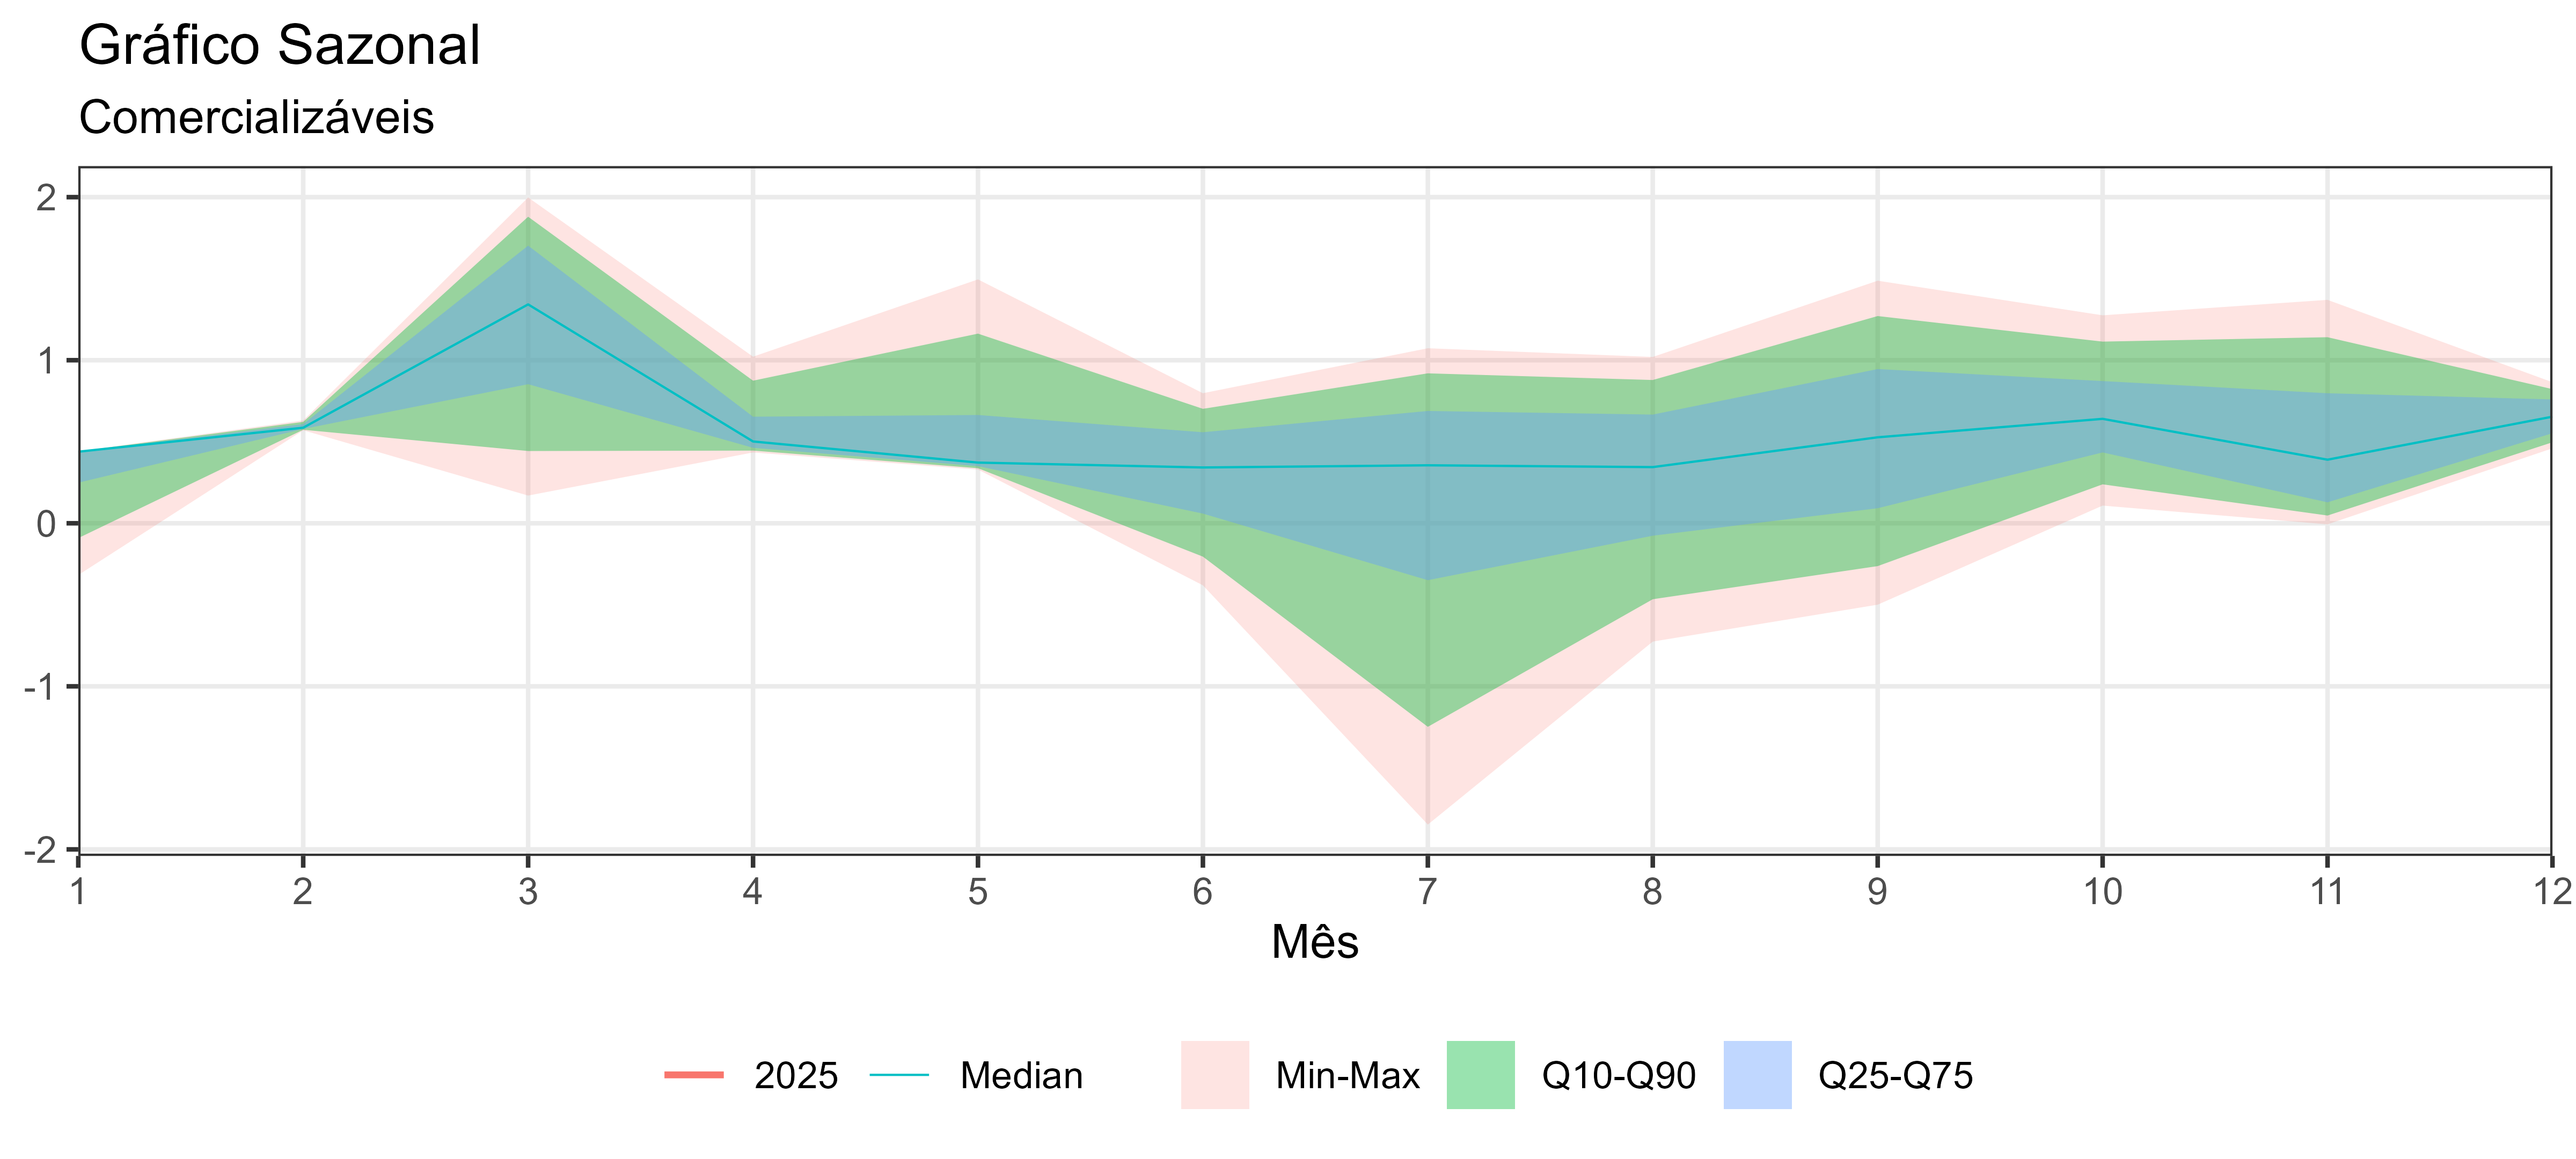 Gráfico Sazonal
Comercializáveis
2
1
0
-1
-2
1 2 3 4 5 6 7 8 9 10 11 12
Mês
2025 Median Min-Max Q10-Q90 Q25-Q75